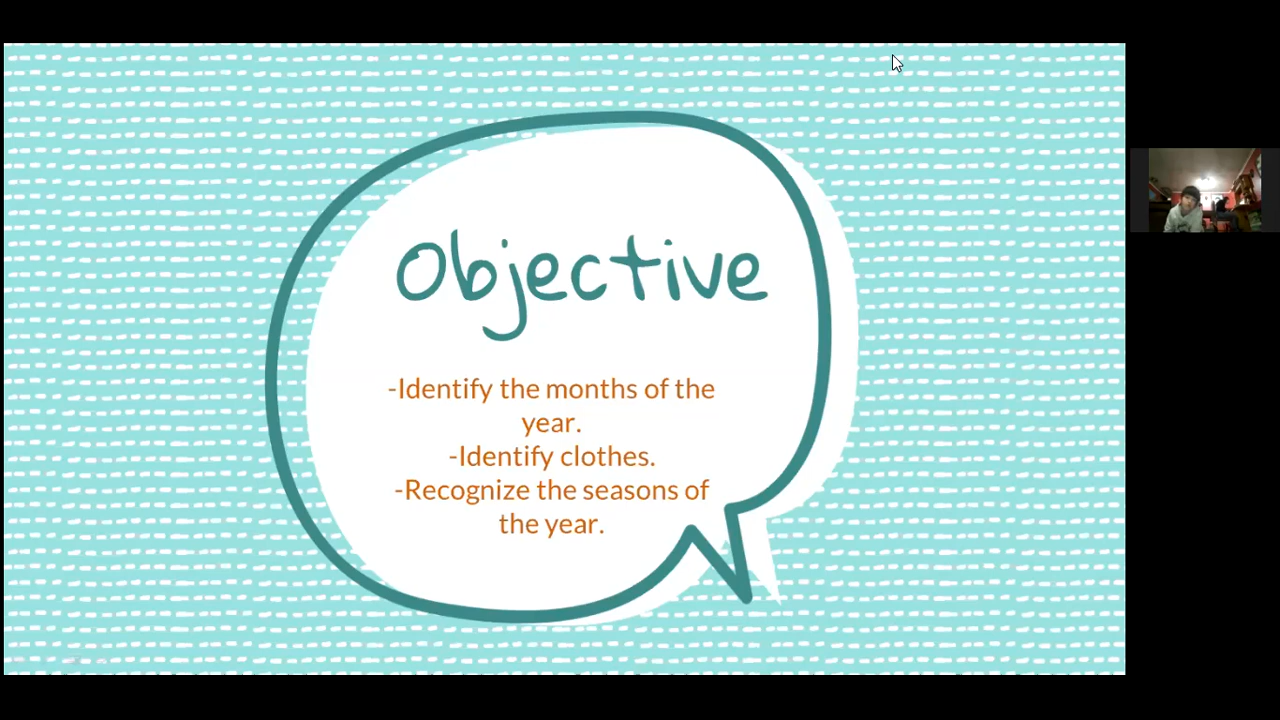 Objective
-Identify the months of the
year.
-Identify clothes.
-Recognize the seasons of
the year.